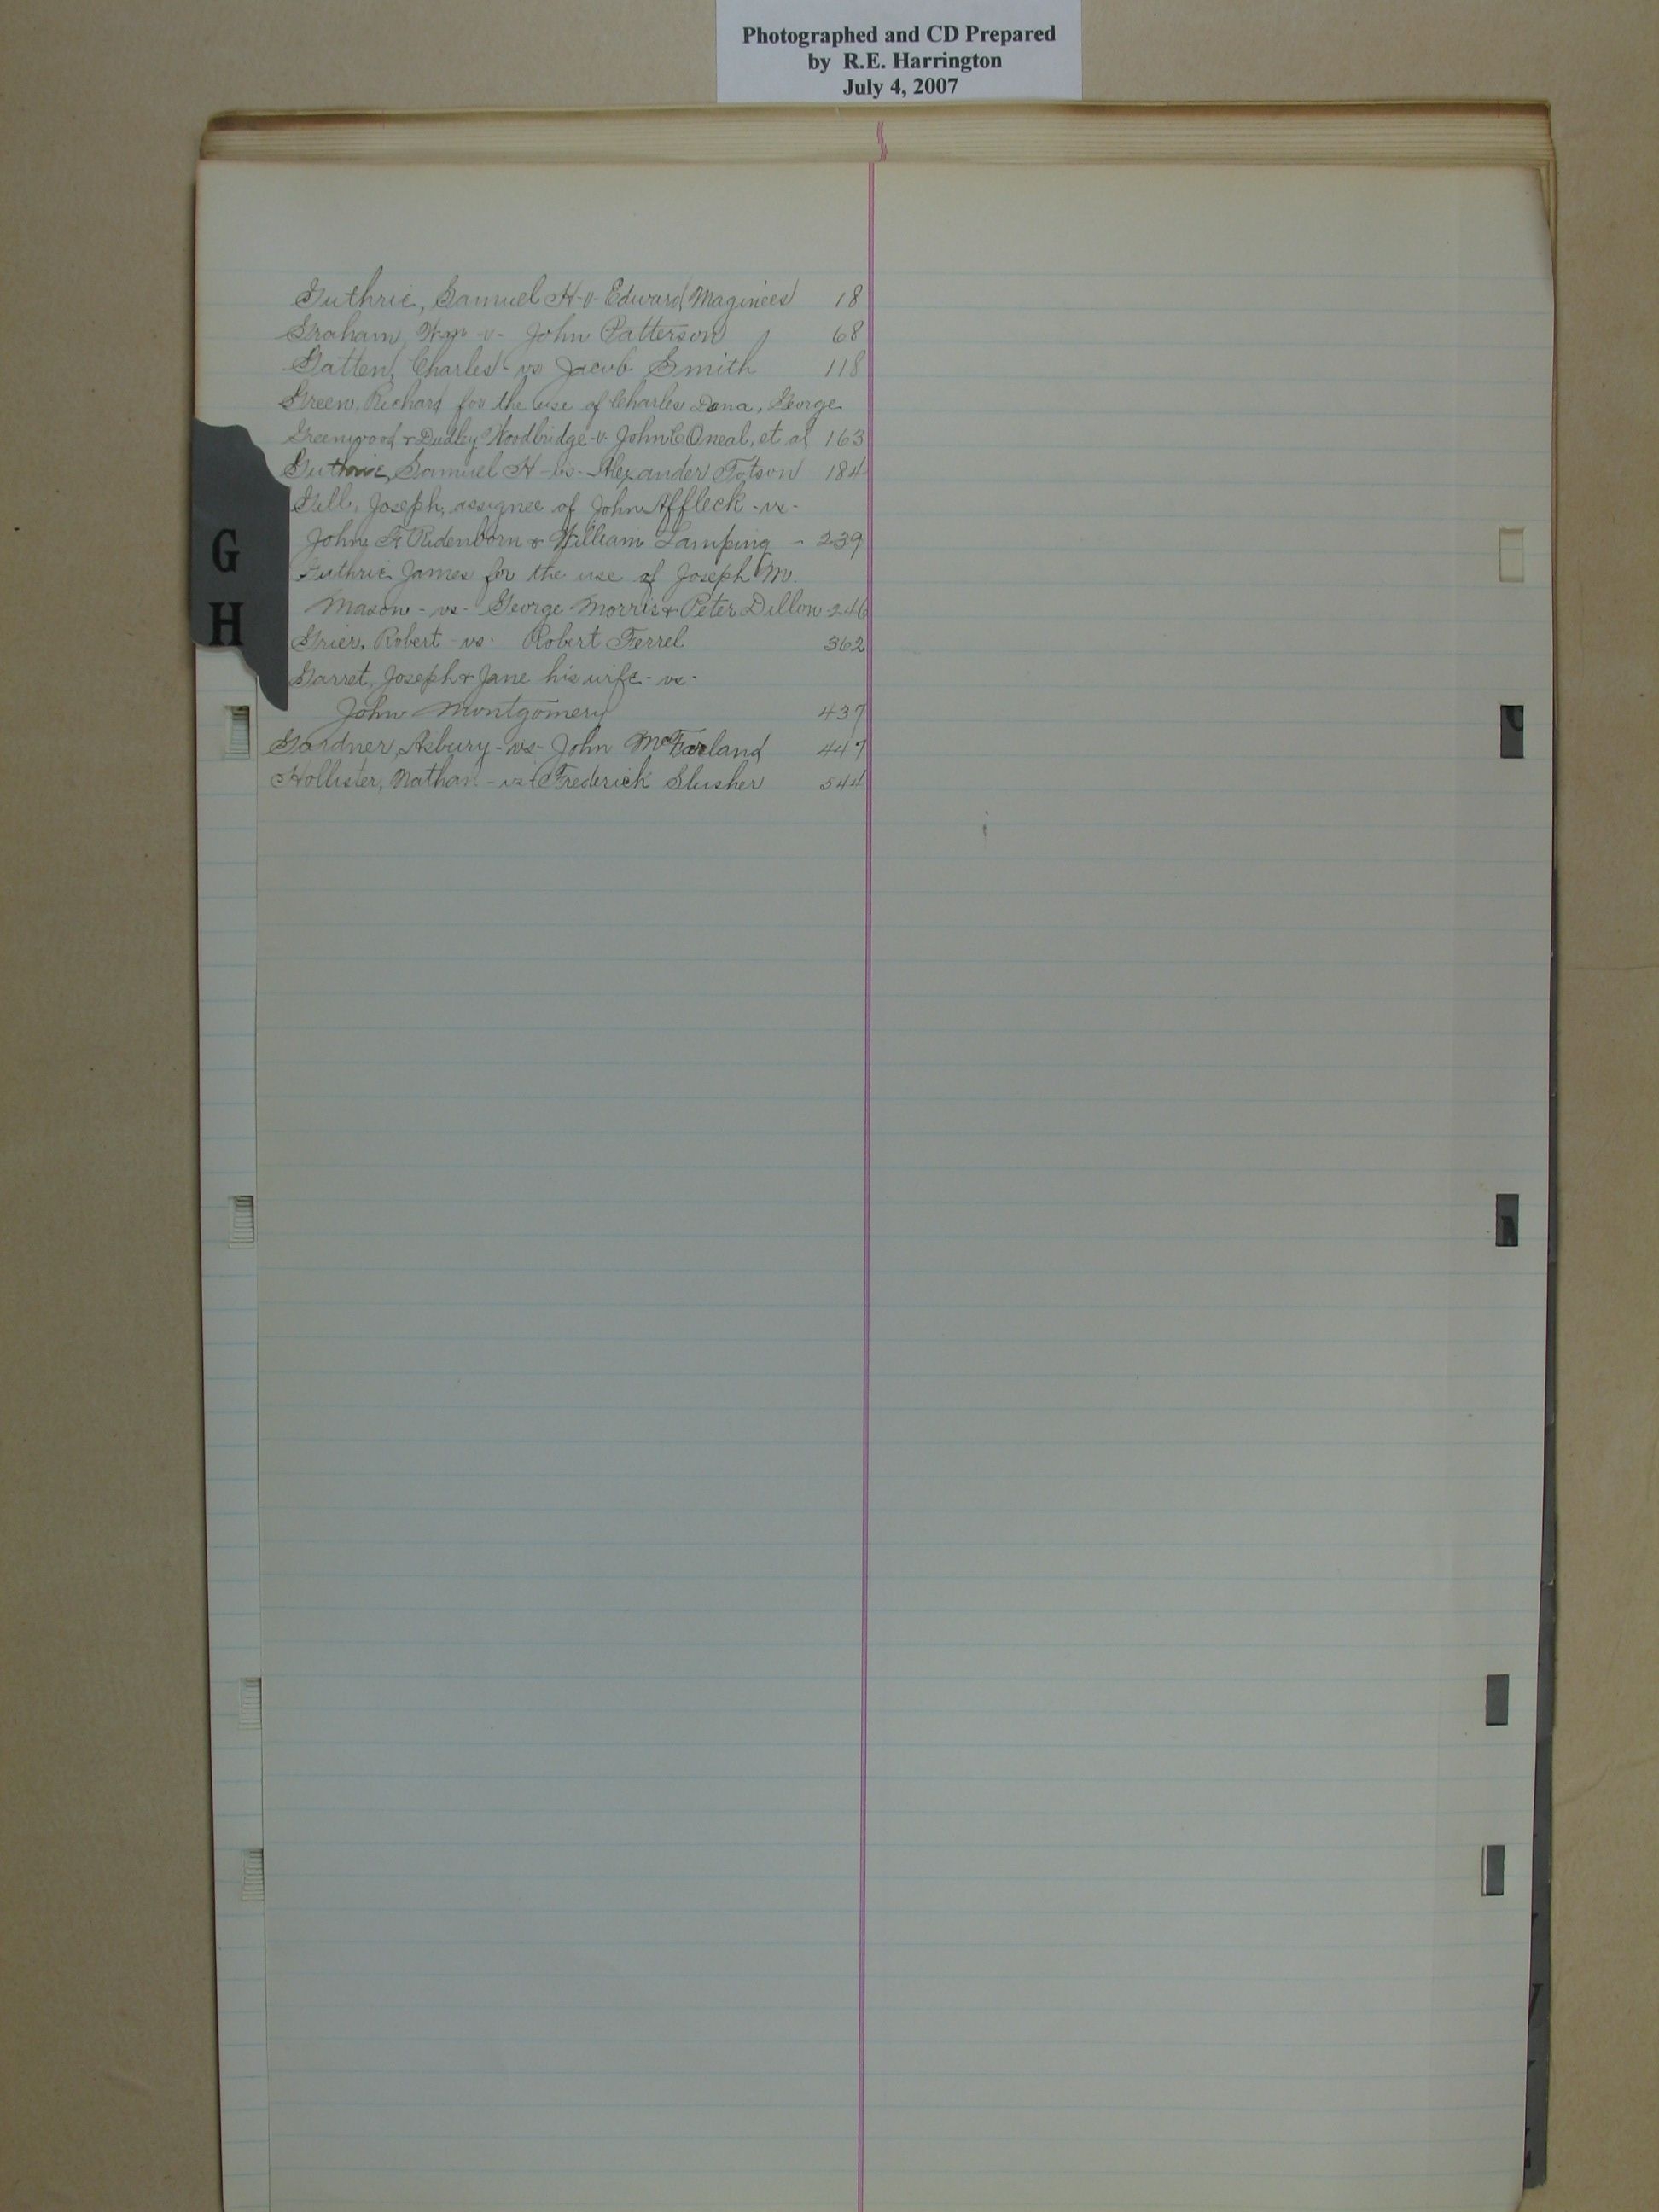 Photographed and CD Prepared
by R.E. Harrington
July 4, 2007
Guthrie, Samuel H -v- Edward Maginees 18
Graham, Wm -v- John Patterson 68
Gatten, Charles vs Jacob Smith 118
Green, Richard for the use of Charles Dana, George
Greenwood & Dudley Woodbridge -v- John C Oneal, et al 163
Guthrie, Samuel H -vs- Alexander Totson 184
Gill, Joseph, assignee of John Affleck -vs-
John F Ridenborn & William Lamping - 239
Guthrie James for the use of Joseph M.
Mason -vs- George Morris & Peter Dillon 246
Grier, Robert -vs- Robert Ferrel 362
Garret, Joseph & Jane his wife -vs-
John Montgomery 437
Gardner, Asbury -vs- John McFarland 447
Hollister, Nathan -vs- Frederick Slusher 544
G
H